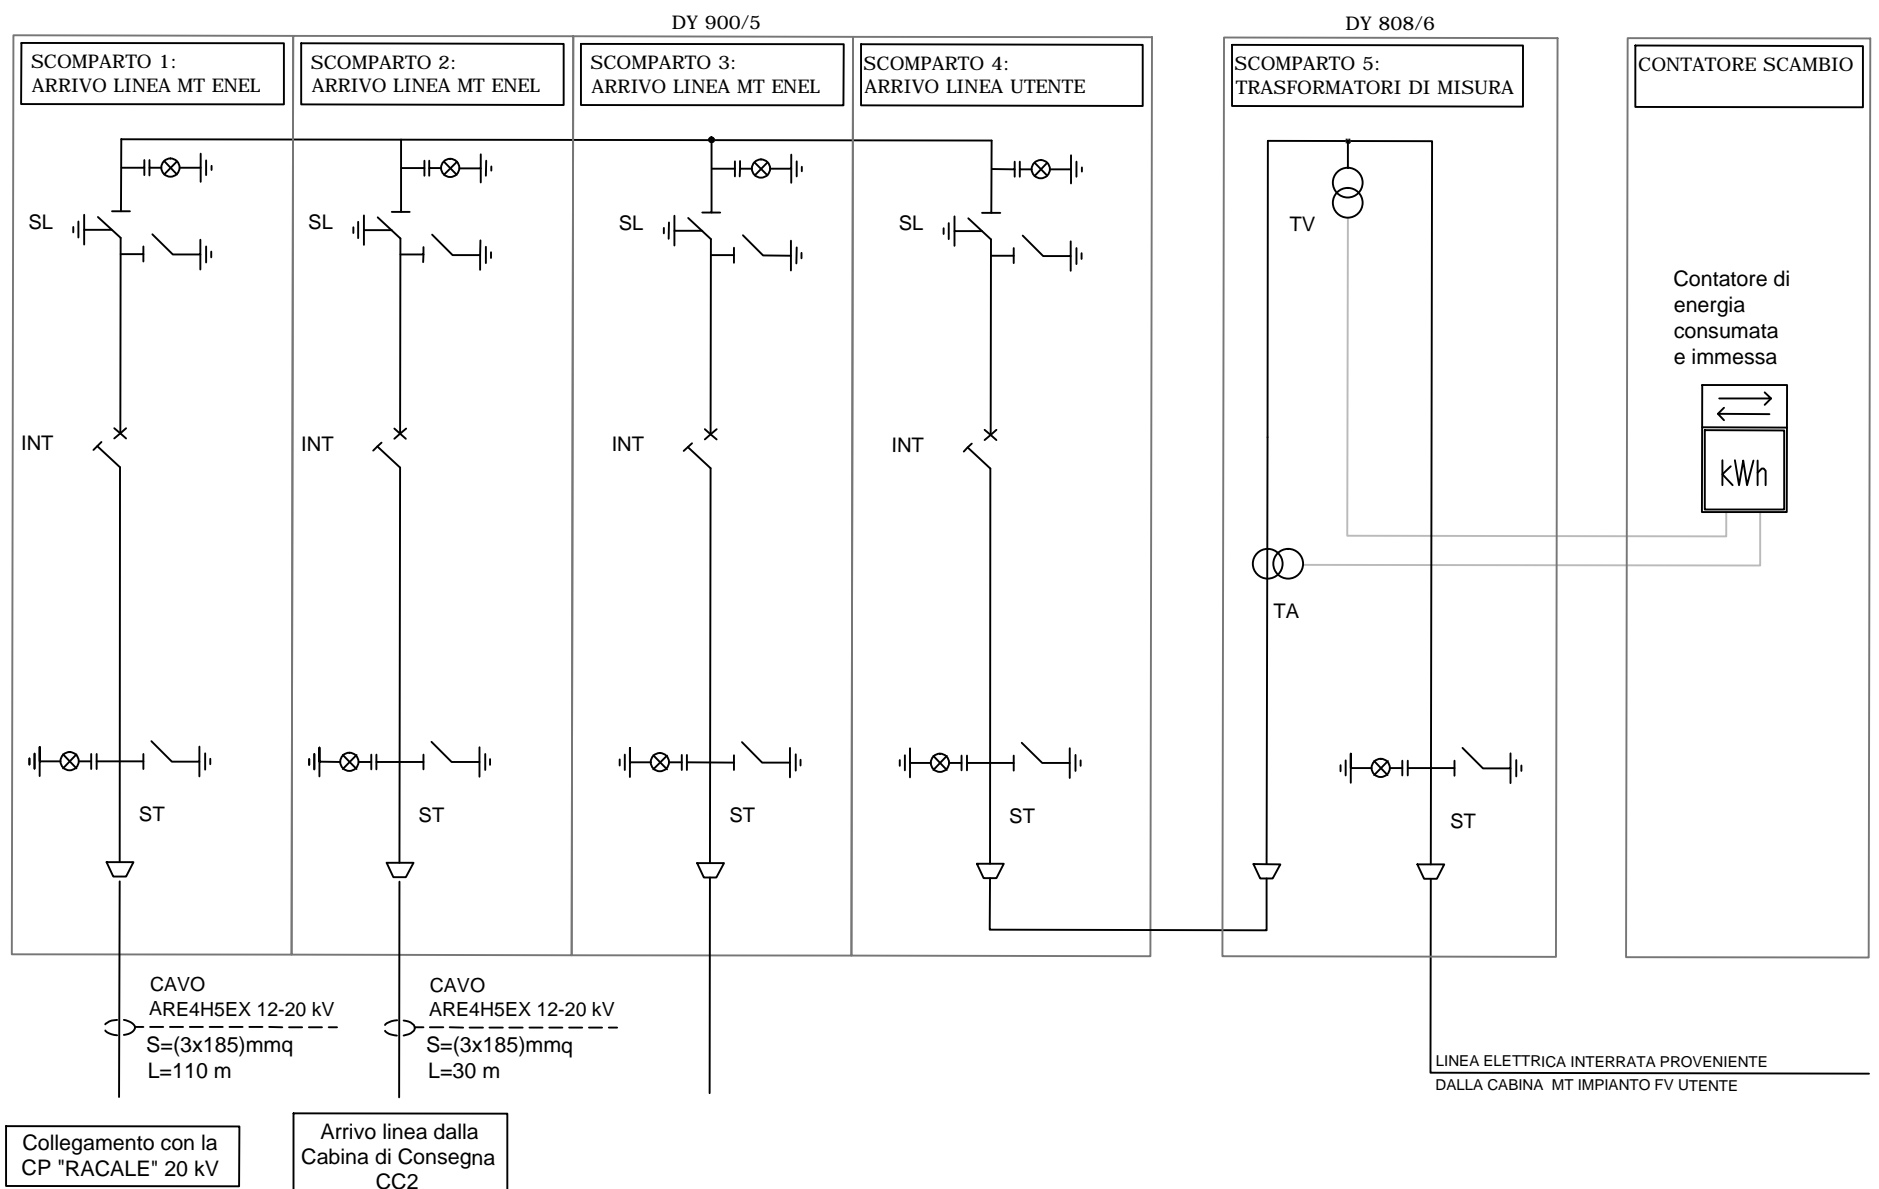 DY 900/5
DY 808/6
SCOMPARTO 1:
ARRIVO LINEA MT ENEL
SCOMPARTO 2:
ARRIVO LINEA MT ENEL
SCOMPARTO 3:
ARRIVO LINEA MT ENEL
SCOMPARTO 4:
ARRIVO LINEA UTENTE
SCOMPARTO 5:
TRASFORMATORI DI MISURA
CONTATORE SCAMBIO
SL
SL
SL
SL
TV
Contatore di
energia
consumata
e immessa
INT
INT
INT
INT
kWh
TA
ST
ST
ST
ST
ST
CAVO
ARE4H5EX 12-20 kV
S=(3x185)mmq
L=110 m
CAVO
ARE4H5EX 12-20 kV
S=(3x185)mmq
L=30 m
LINEA ELETTRICA INTERRATA PROVENIENTE
DALLA CABINA MT IMPIANTO FV UTENTE
Collegamento con la
CP "RACALE" 20 kV
Arrivo linea dalla
Cabina di Consegna
CC2